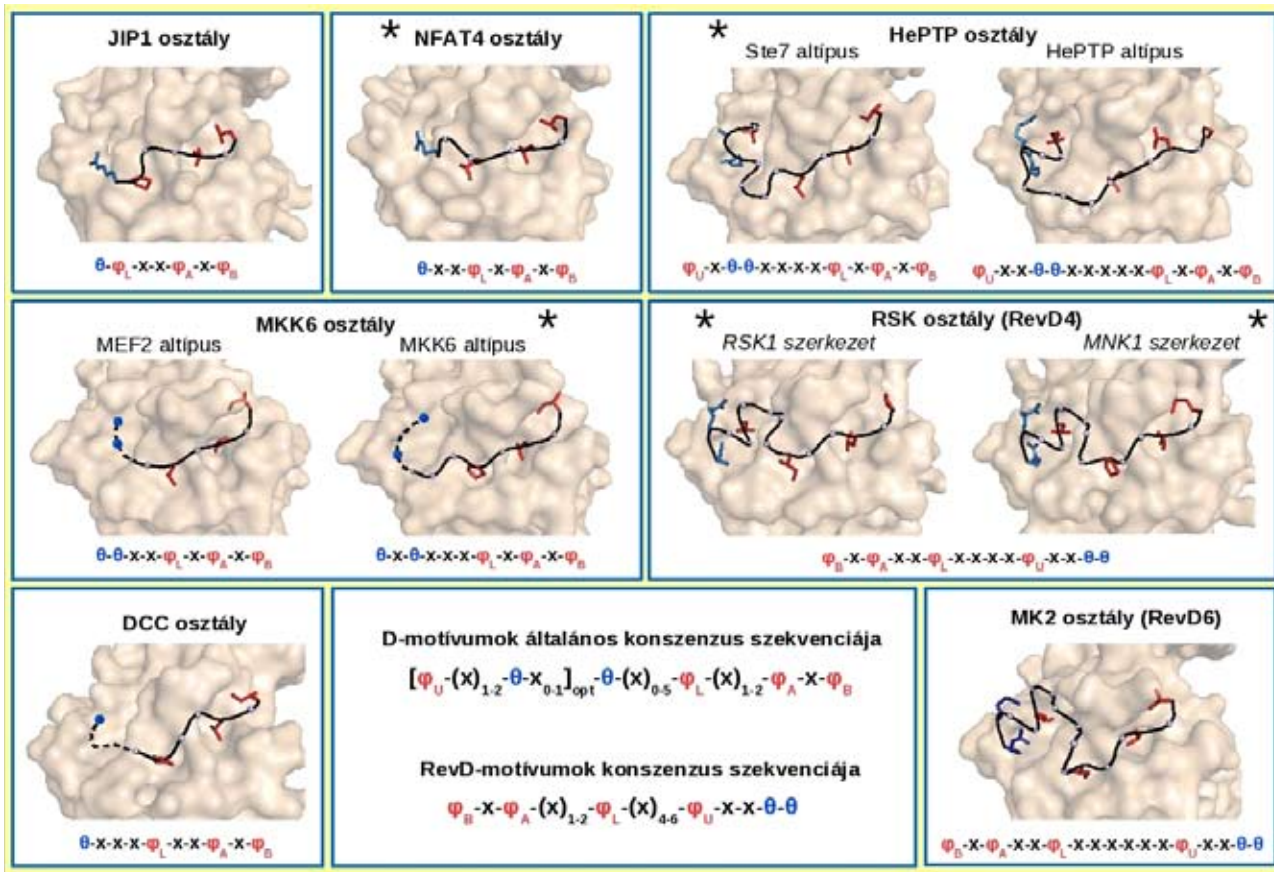 JIP1 osztály
θ-φL-x-x-φA-x-φB
* NFAT4 osztály
θ-x-x-φL-x-φA-x-φB
* HePTP osztály
Ste7 altípus
HePTP altípus
φU-x-θ-θ-x-x-x-x-φL-x-φA-x-φB
φU-x-x-θ-θ-x-x-x-x-x-φL-x-φA-x-φB
MKK6 osztály *
MEF2 altípus
MKK6 altípus
θ-θ-x-x-φL-x-φA-x-φB
θ-x-θ-x-x-x-φL-x-φA-x-φB
* RSK osztály (RevD4) *
RSK1 szerkezet
MNK1 szerkezet
φB-x-φA-x-x-φL-x-x-x-x-φU-x-x-θ-θ
DCC osztály
θ-x-x-x-φL-x-x-φA-x-φB
D-motívumok általános konszenzus szekvenciája
[φU-(x)1-2-θ-x0-1]opt-θ-(x)0-5-φL-(x)1-2-φA-x-φB
RevD-motívumok konszenzus szekvenciája
φB-x-φA-(x)1-2-φL-(x)4-6-φU-x-x-θ-θ
MK2 osztály (RevD6)
φB-x-φA-x-x-φL-x-x-x-x-x-x-φU-x-x-θ-θ